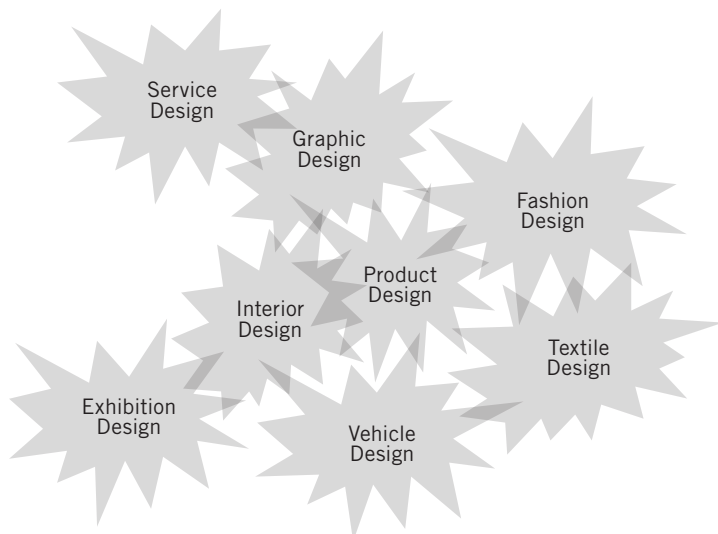 Service
Design
Graphic
Design
Fashion
Design
Product
Design
Interior
Design
Textile
Design
Exhibition
Design
Vehicle
Design